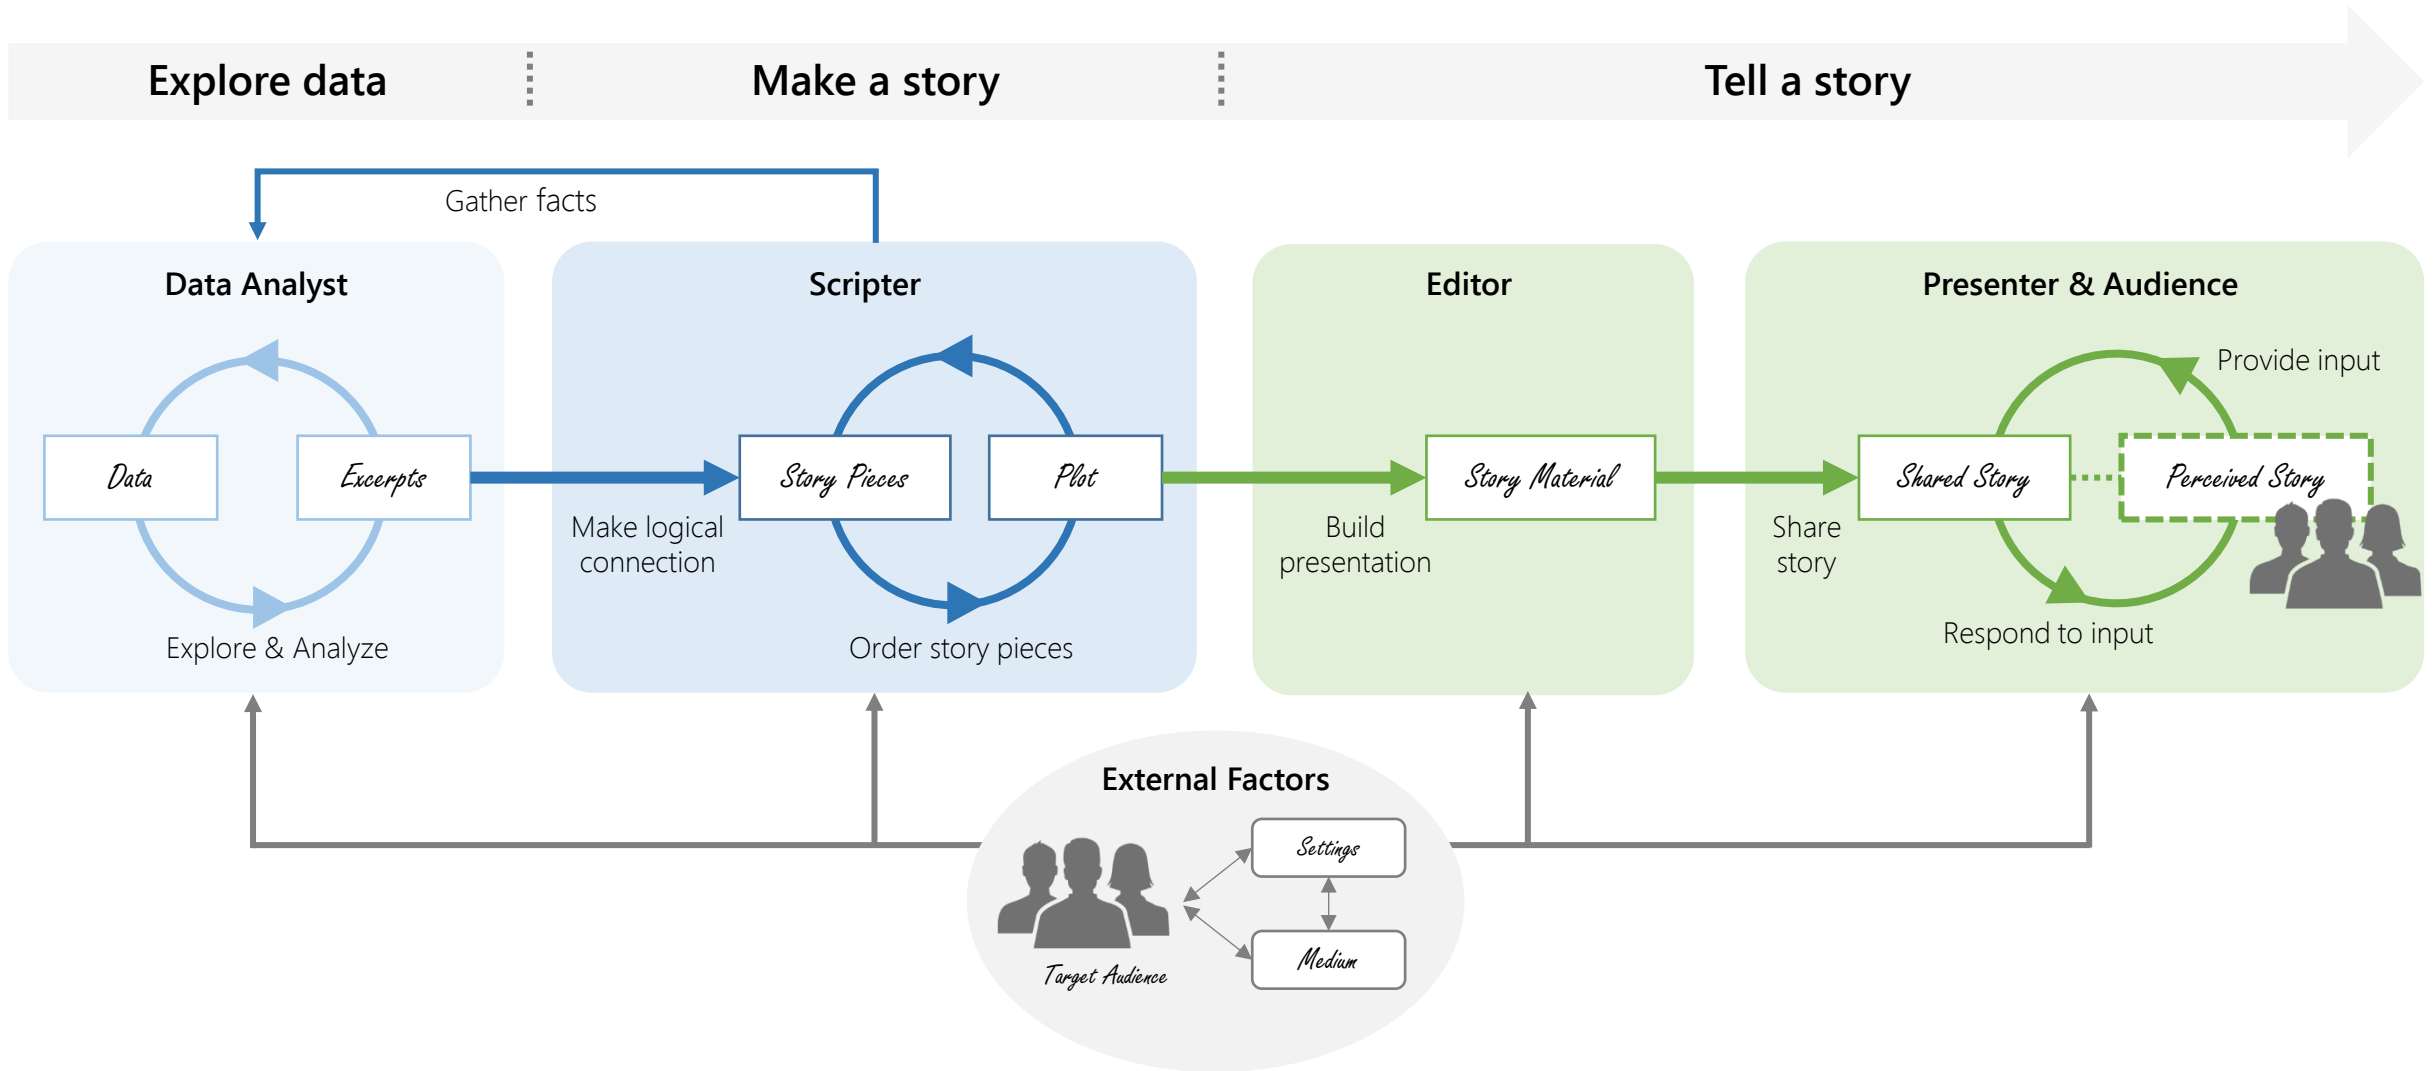 Explore data
Make a story
Tell a story
Gather facts
Data Analyst
Scripter
Editor
Presenter & Audience
Provide input
Data
Excerpts
Story Pieces
Plot
Story Material
Shared Story
Perceived Story
Make logical
connection
Build
presentation
Share
story
Explore & Analyze
Order story pieces
Respond to input
External Factors
Settings
Medium
Target Audience